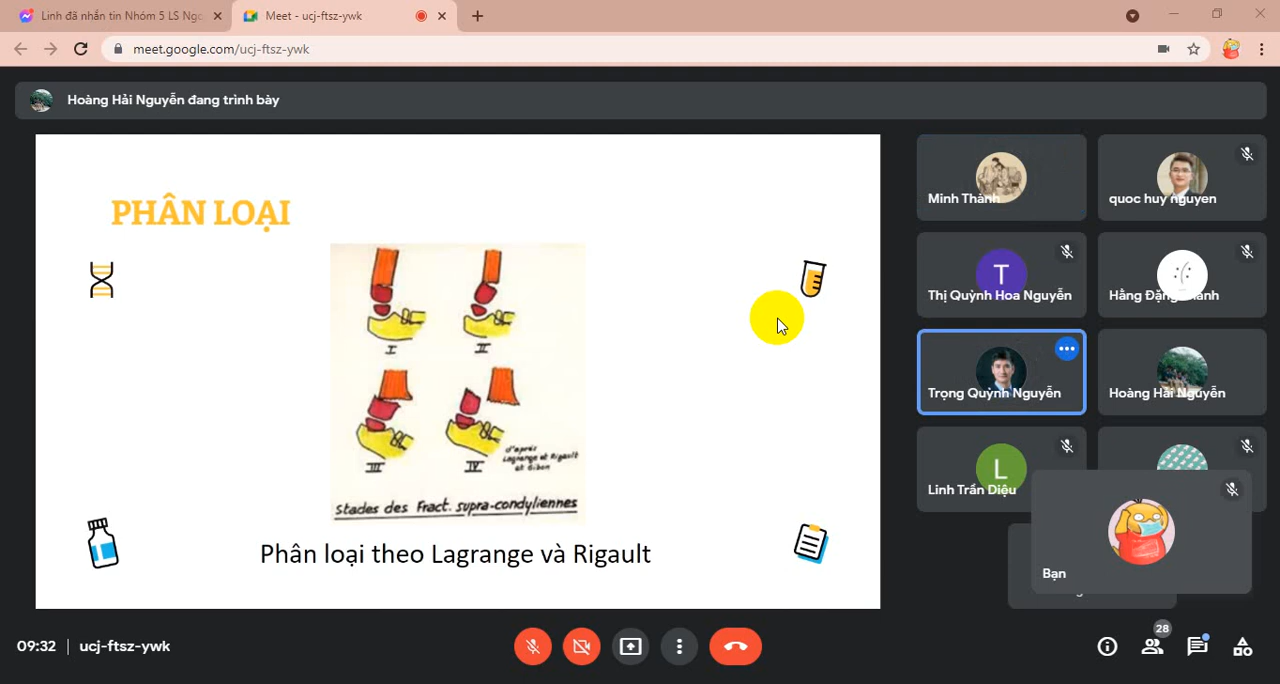 Linh đã nhắn tin Nhóm 5 LS Ngo
Meet - ucj-ftsz-ywk
meet.google.com/ucj-ftsz-ywk
Hoàng Hải Nguyễn đang trình bày
PHÂN LOẠI
I
II
III
IV
d'après
Lagrange et Rigault
et Gibon
Stades des Fract. supra-condyliennes
Phân loại theo Lagrange và Rigault
Minh Thành
quoc huy nguyen
T
Thị Quỳnh Hoa Nguyễn
Hằng Đặng
Trọng Quỳnh Nguyễn
Hoàng Hải Nguyễn
L
Linh Trần Diệu
Bạn
09:32
ucj-ftsz-ywk
28